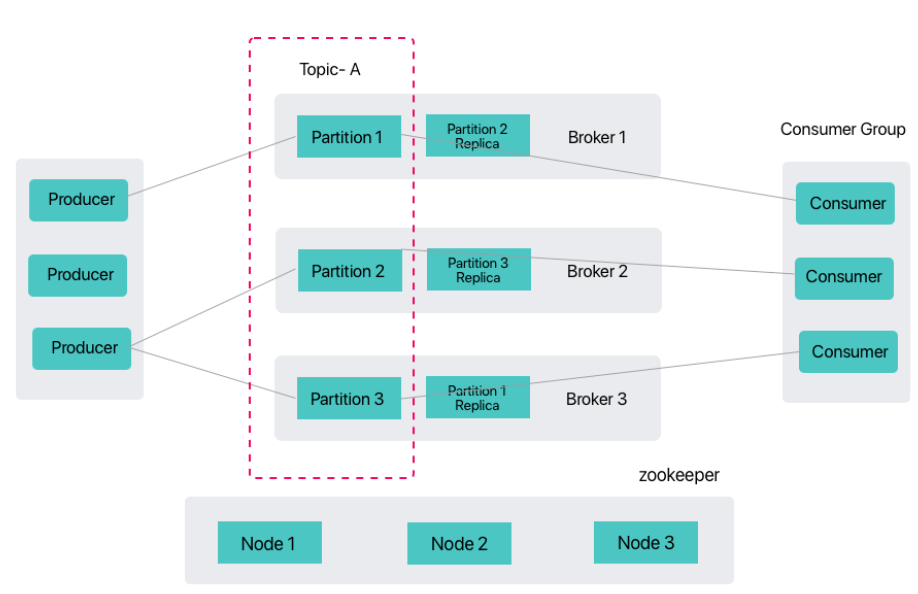 Topic- A
Partition 1
Partition 2
Replica
Broker 1
Consumer Group
Producer
Producer
Producer
Partition 2
Partition 3
Replica
Broker 2
Consumer
Consumer
Consumer
Partition 3
Partition 1
Replica
Broker 3
zookeeper
Node 1
Node 2
Node 3